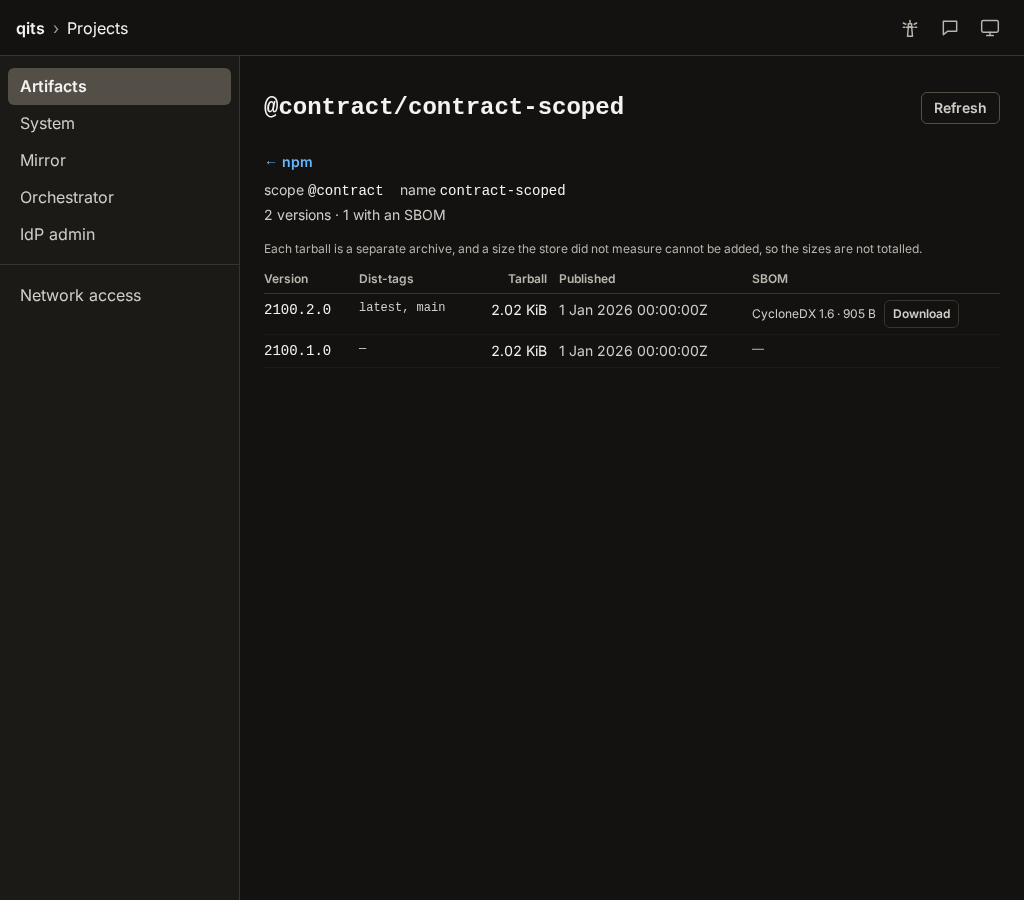 qits › Projects
Artifacts
System
Mirror
Orchestrator
IdP admin
Network access
@contract/contract-scoped
Refresh
← npm
scope @contract name contract-scoped
2 versions · 1 with an SBOM
Each tarball is a separate archive, and a size the store did not measure cannot be added, so the sizes are not totalled.
Version Dist-tags Tarball Published SBOM
2100.2.0 latest, main 2.02 KiB 1 Jan 2026 00:00:00Z CycloneDX 1.6 · 905 B Download
2100.1.0 — 2.02 KiB 1 Jan 2026 00:00:00Z —